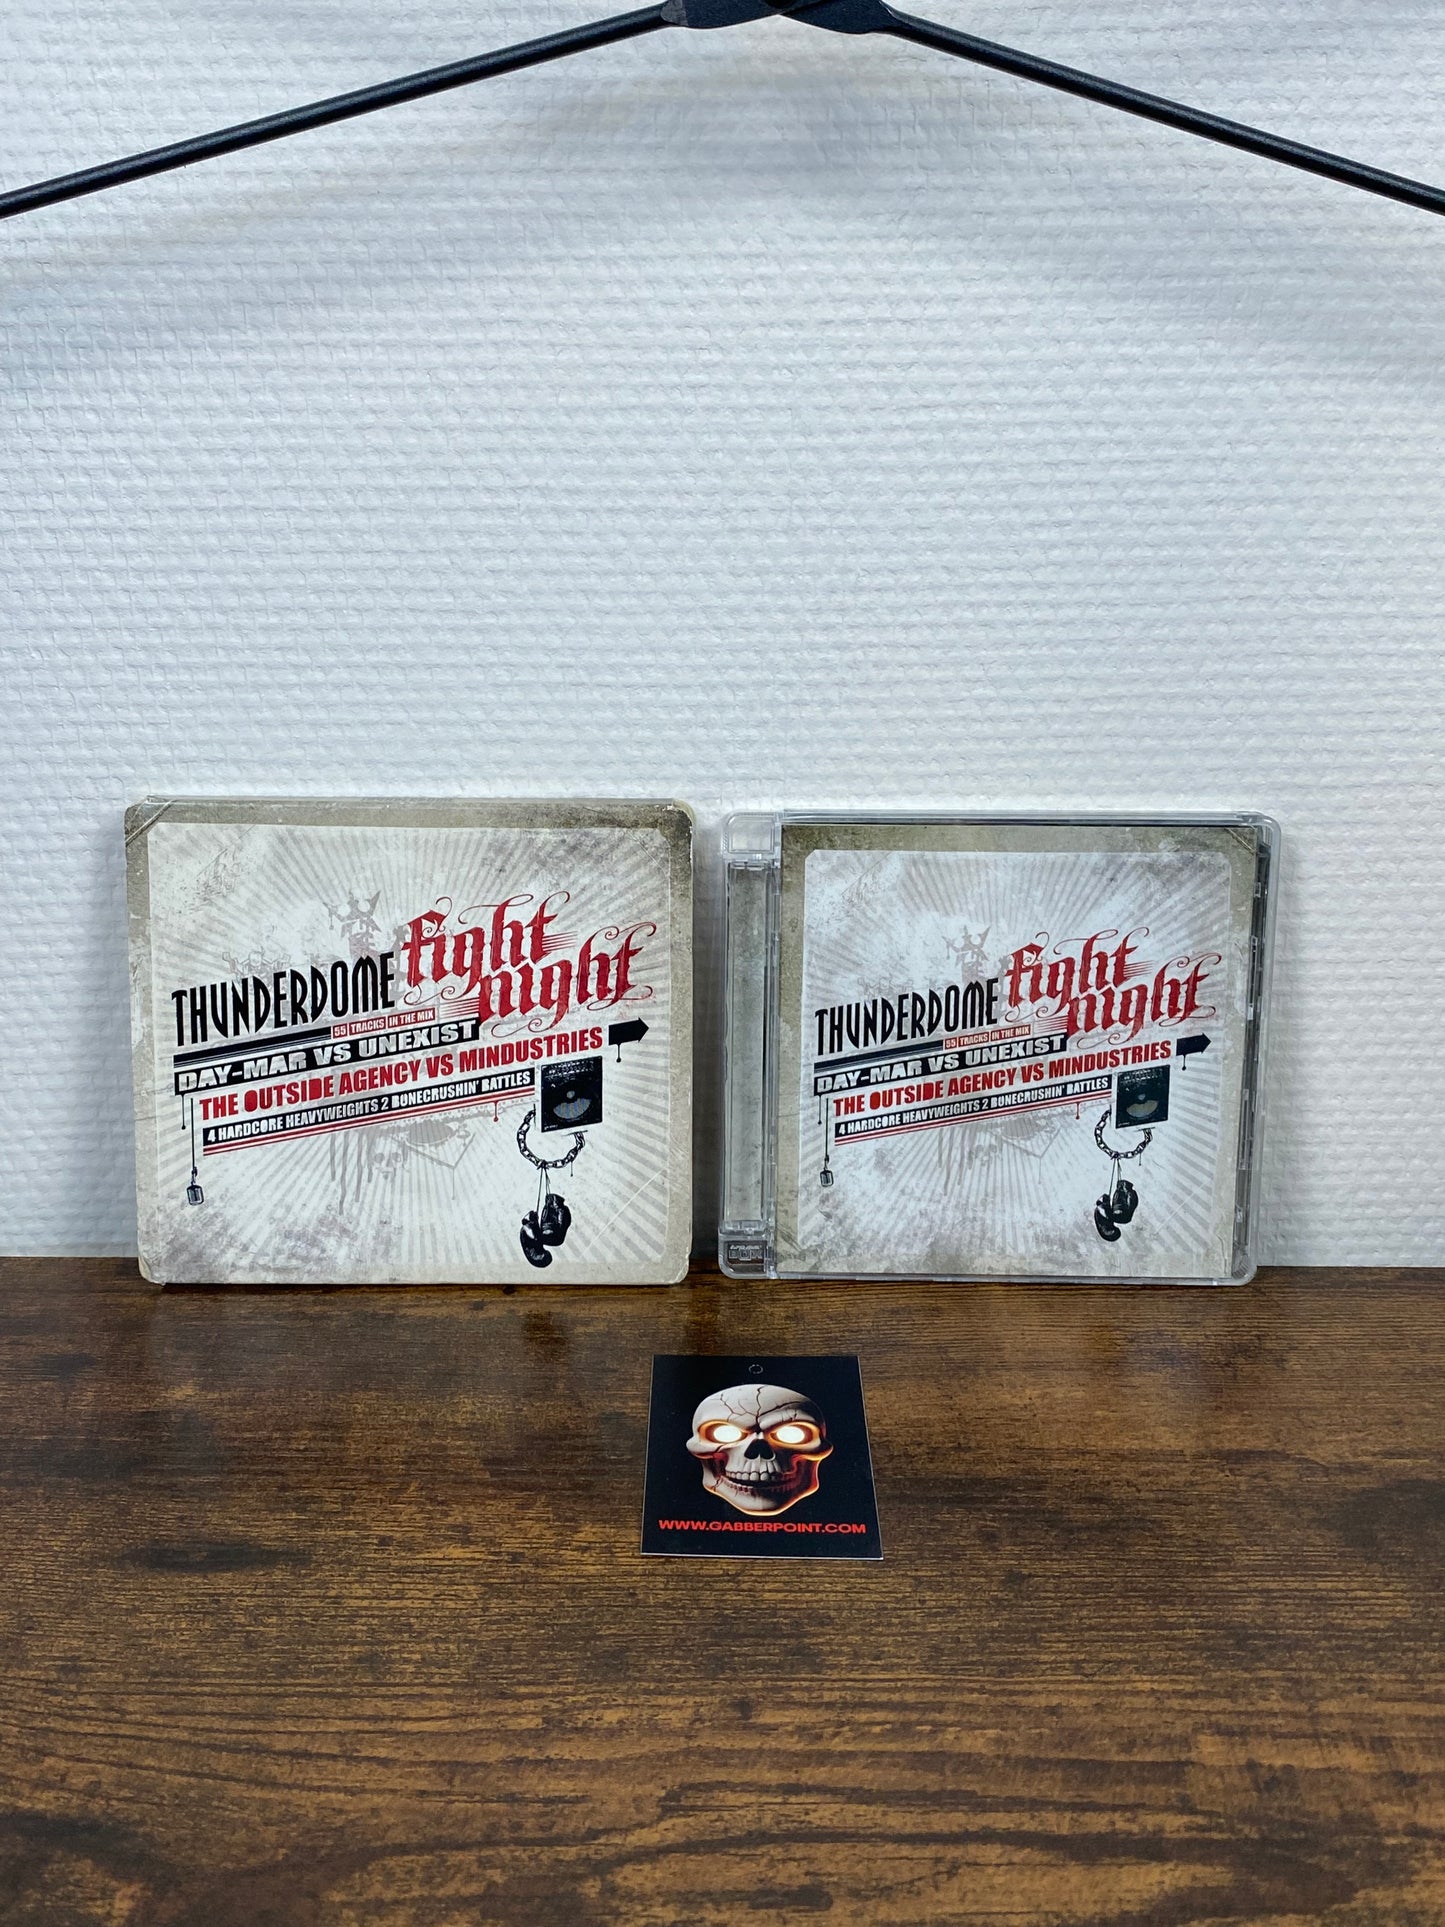 THUNDERDOME
fight
night
55 TRACKS IN THE MIX
DAY-MAR VS UNEXIST
THE OUTSIDE AGENCY VS MINDUSTRIES
4 HARDCORE HEAVYWEIGHTS 2 BONECRUSHIN' BATTLES
THUNDERDOME
fight
night
55 TRACKS IN THE MIX
DAY-MAR VS UNEXIST
THE OUTSIDE AGENCY VS MINDUSTRIES
4 HARDCORE HEAVYWEIGHTS 2 BONECRUSHIN' BATTLES
WWW.GABBERPOINT.COM